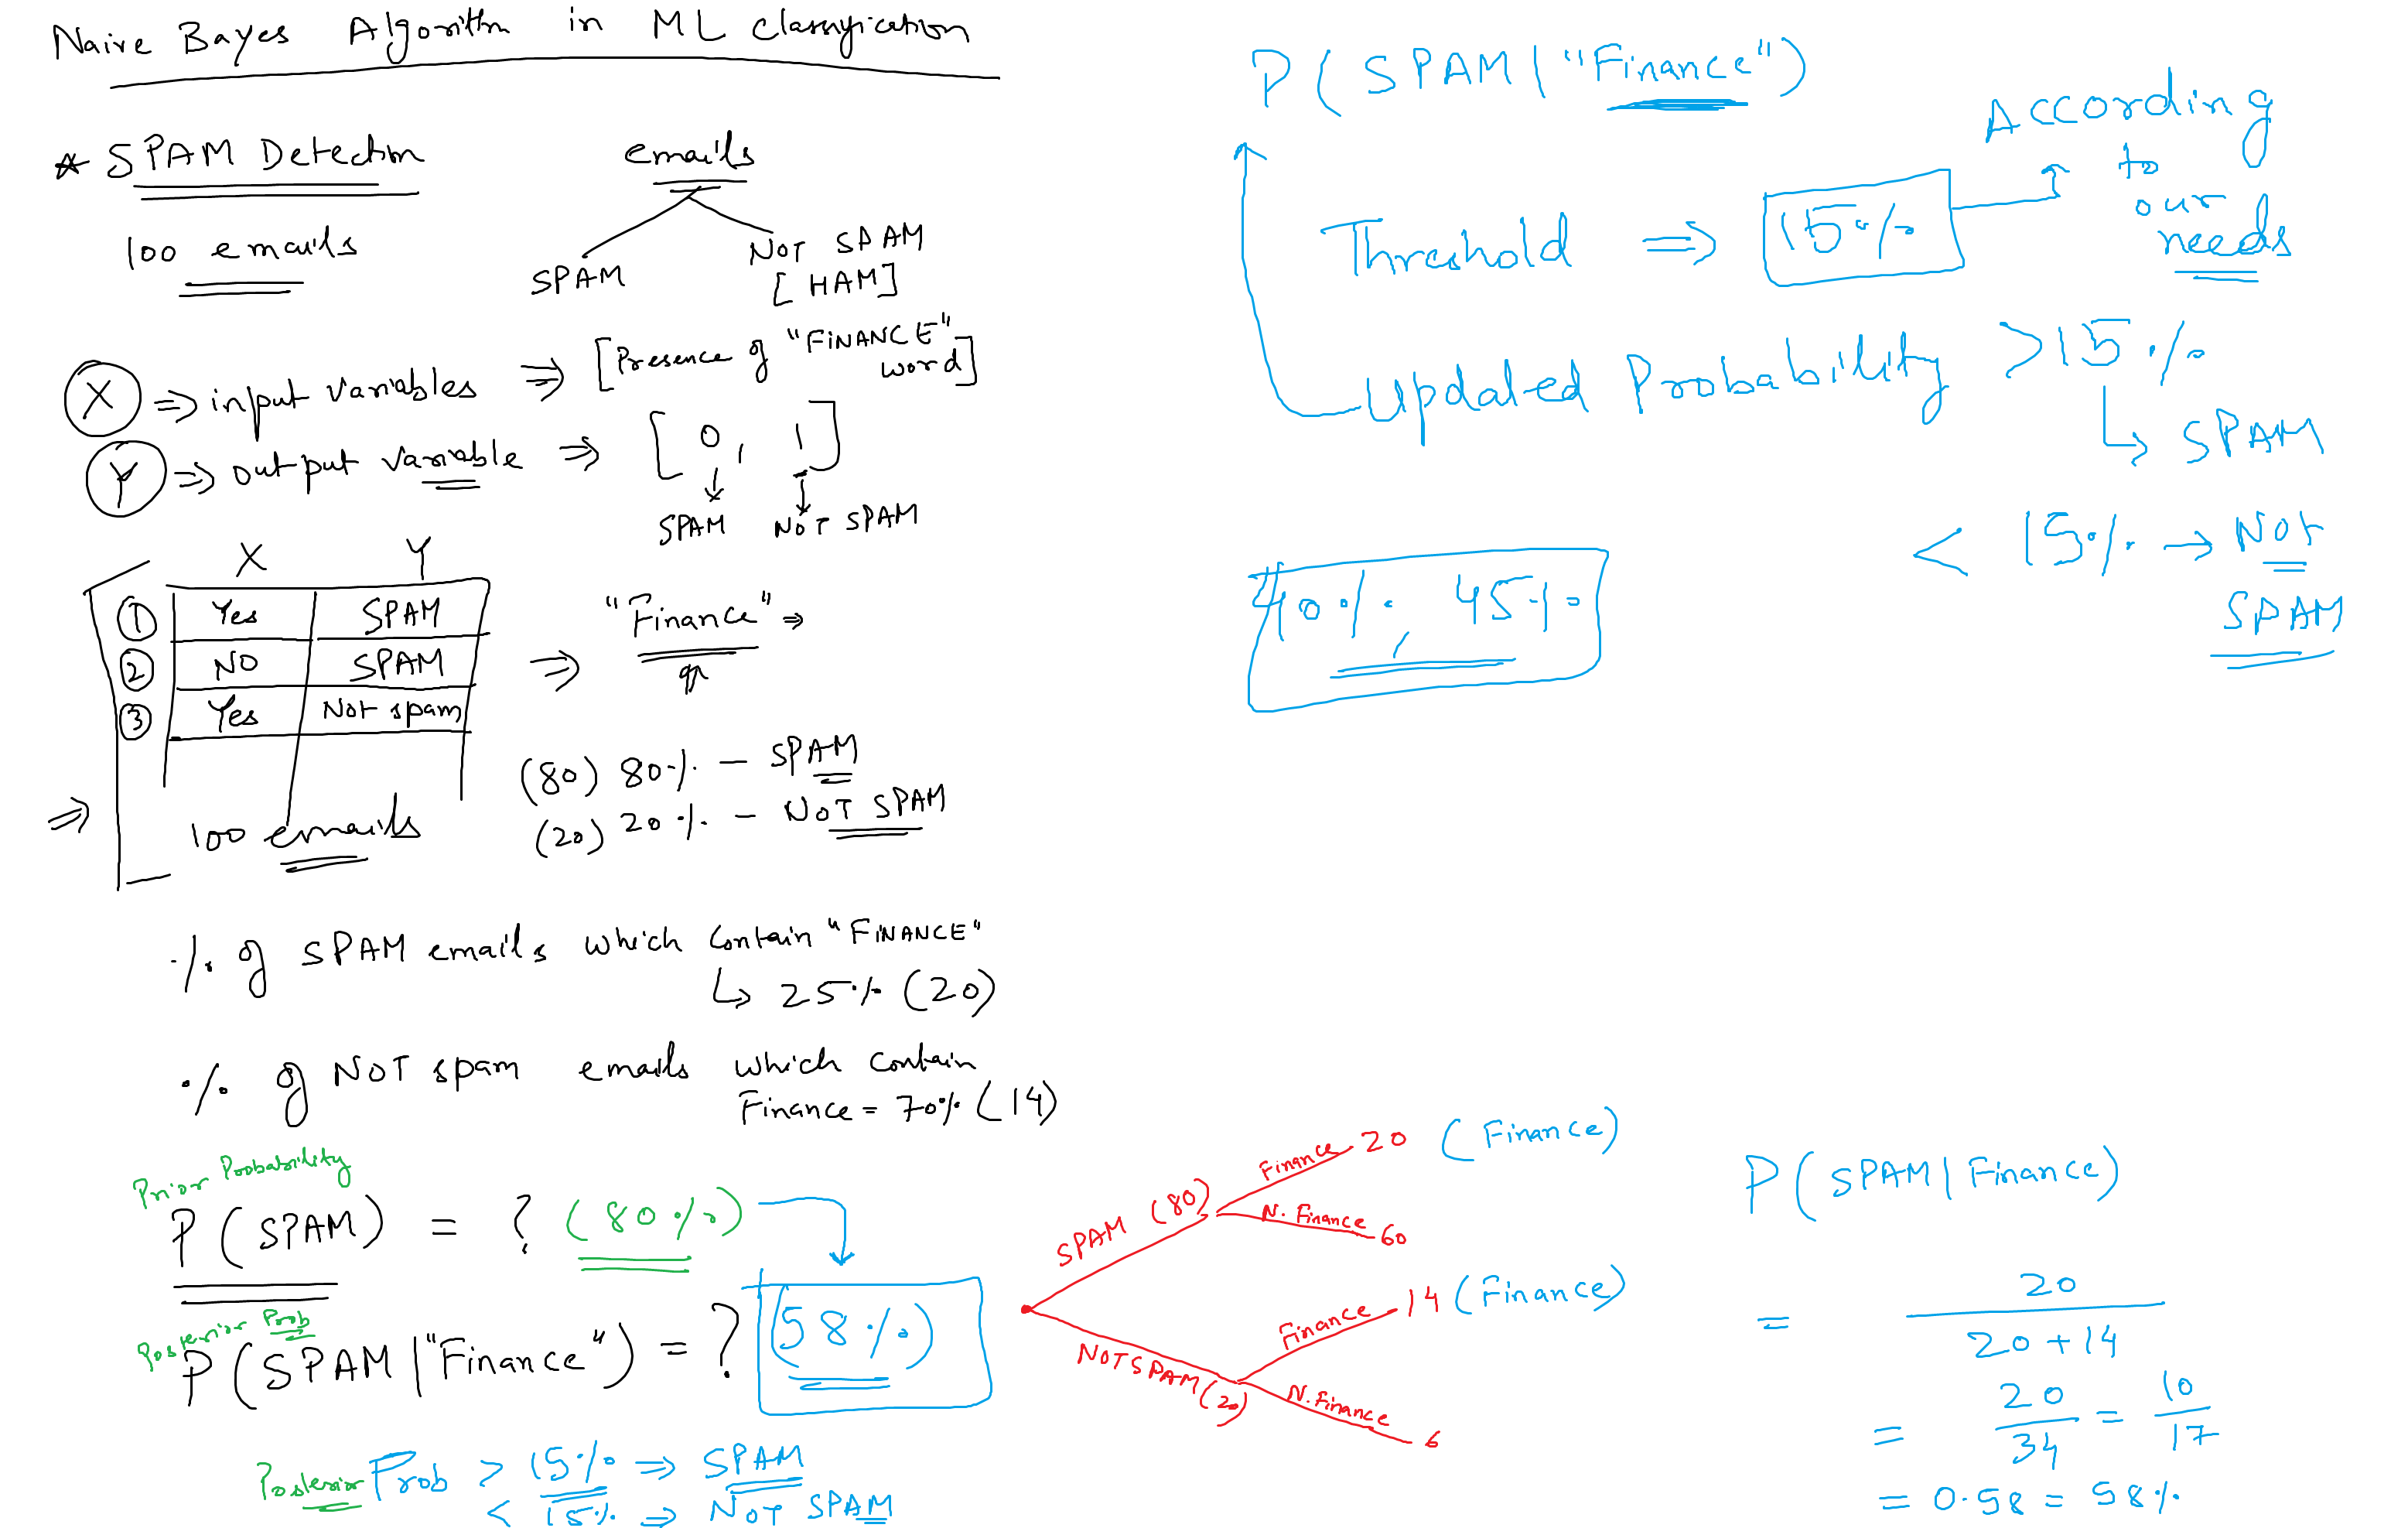 Naive Bayes Algorithm in ML Classification
* SPAM Detection
100 emails
emails
SPAM
NOT SPAM
[HAM]
X => input variables => [Presence of "FINANCE"
word]
Y => output variable => [0, 1]
SPAM NOT SPAM
X Y
① Yes SPAM
② NO SPAM
③ Yes Not spam
=> 100 emails
=> "Finance" =>
(80) 80% - SPAM
(20) 20% - NOT SPAM
% of SPAM emails which contain "FINANCE"
↳ 25% (20)
% of NOT spam emails which contain
Finance = 70% (14)
Prior Probability
P(SPAM) = ? (80%)
Posterior Prob
P(SPAM|"Finance") = ? (58%)
Posterior Prob > 15% => SPAM
< 15% => NOT SPAM
SPAM (80)
Finance 20 (Finance)
N. Finance 60
NOTSPAM (20)
Finance 14 (Finance)
N. Finance 6
P(SPAM|"Finance")
Threshold => 15%
According
to
our
needs
Updated Probability >15%
↳ SPAM
< 15% → Not
SPAM
40%, 45%
P(SPAM|Finance)
= 20
20+14
= 20/34 = 10/17
= 0.58 = 58%